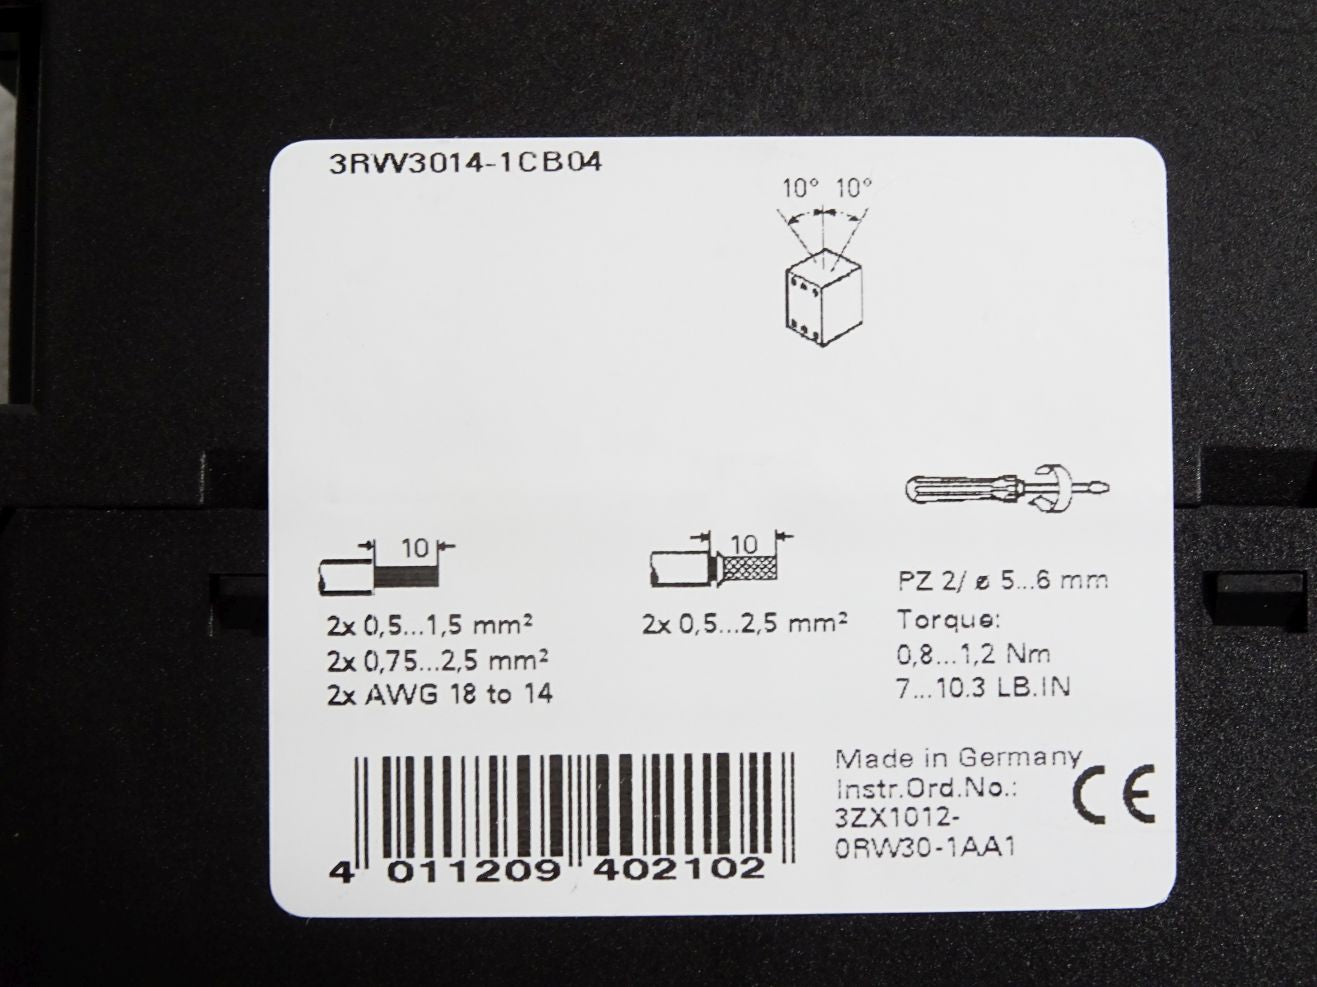 3RW3014-1CB04
10° 10°
10
10
PZ 2/ ø 5...6 mm
2x 0,5...1,5 mm²
2x 0,5...2,5 mm²
Torque:
2x 0,75...2,5 mm²
0,8...1,2 Nm
2x AWG 18 to 14
7...10.3 LB.IN
Made in Germany
Instr.Ord.No.:
CE
3ZX1012-
0RW30-1AA1
4 011209 402102